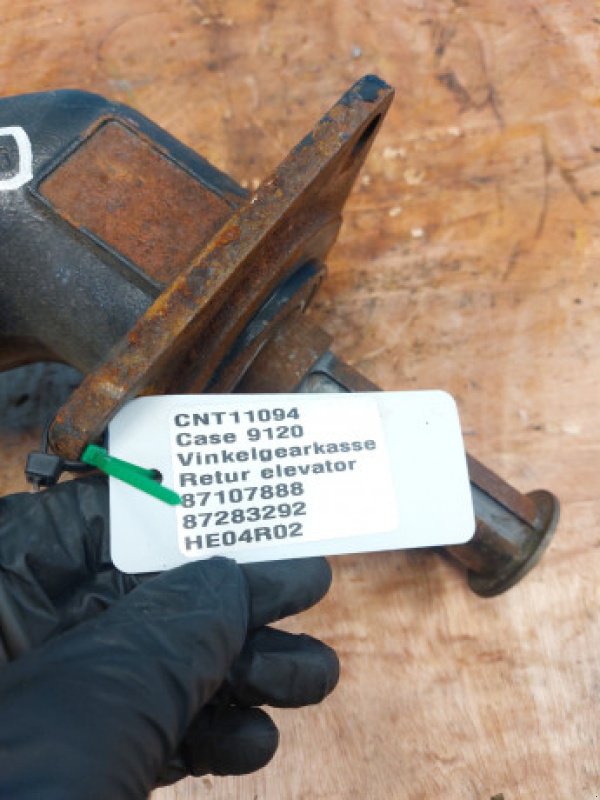 CNT11094
Case 9120
Vinkelgearkasse
Retur elevator
87107888
87283292
HE04R02